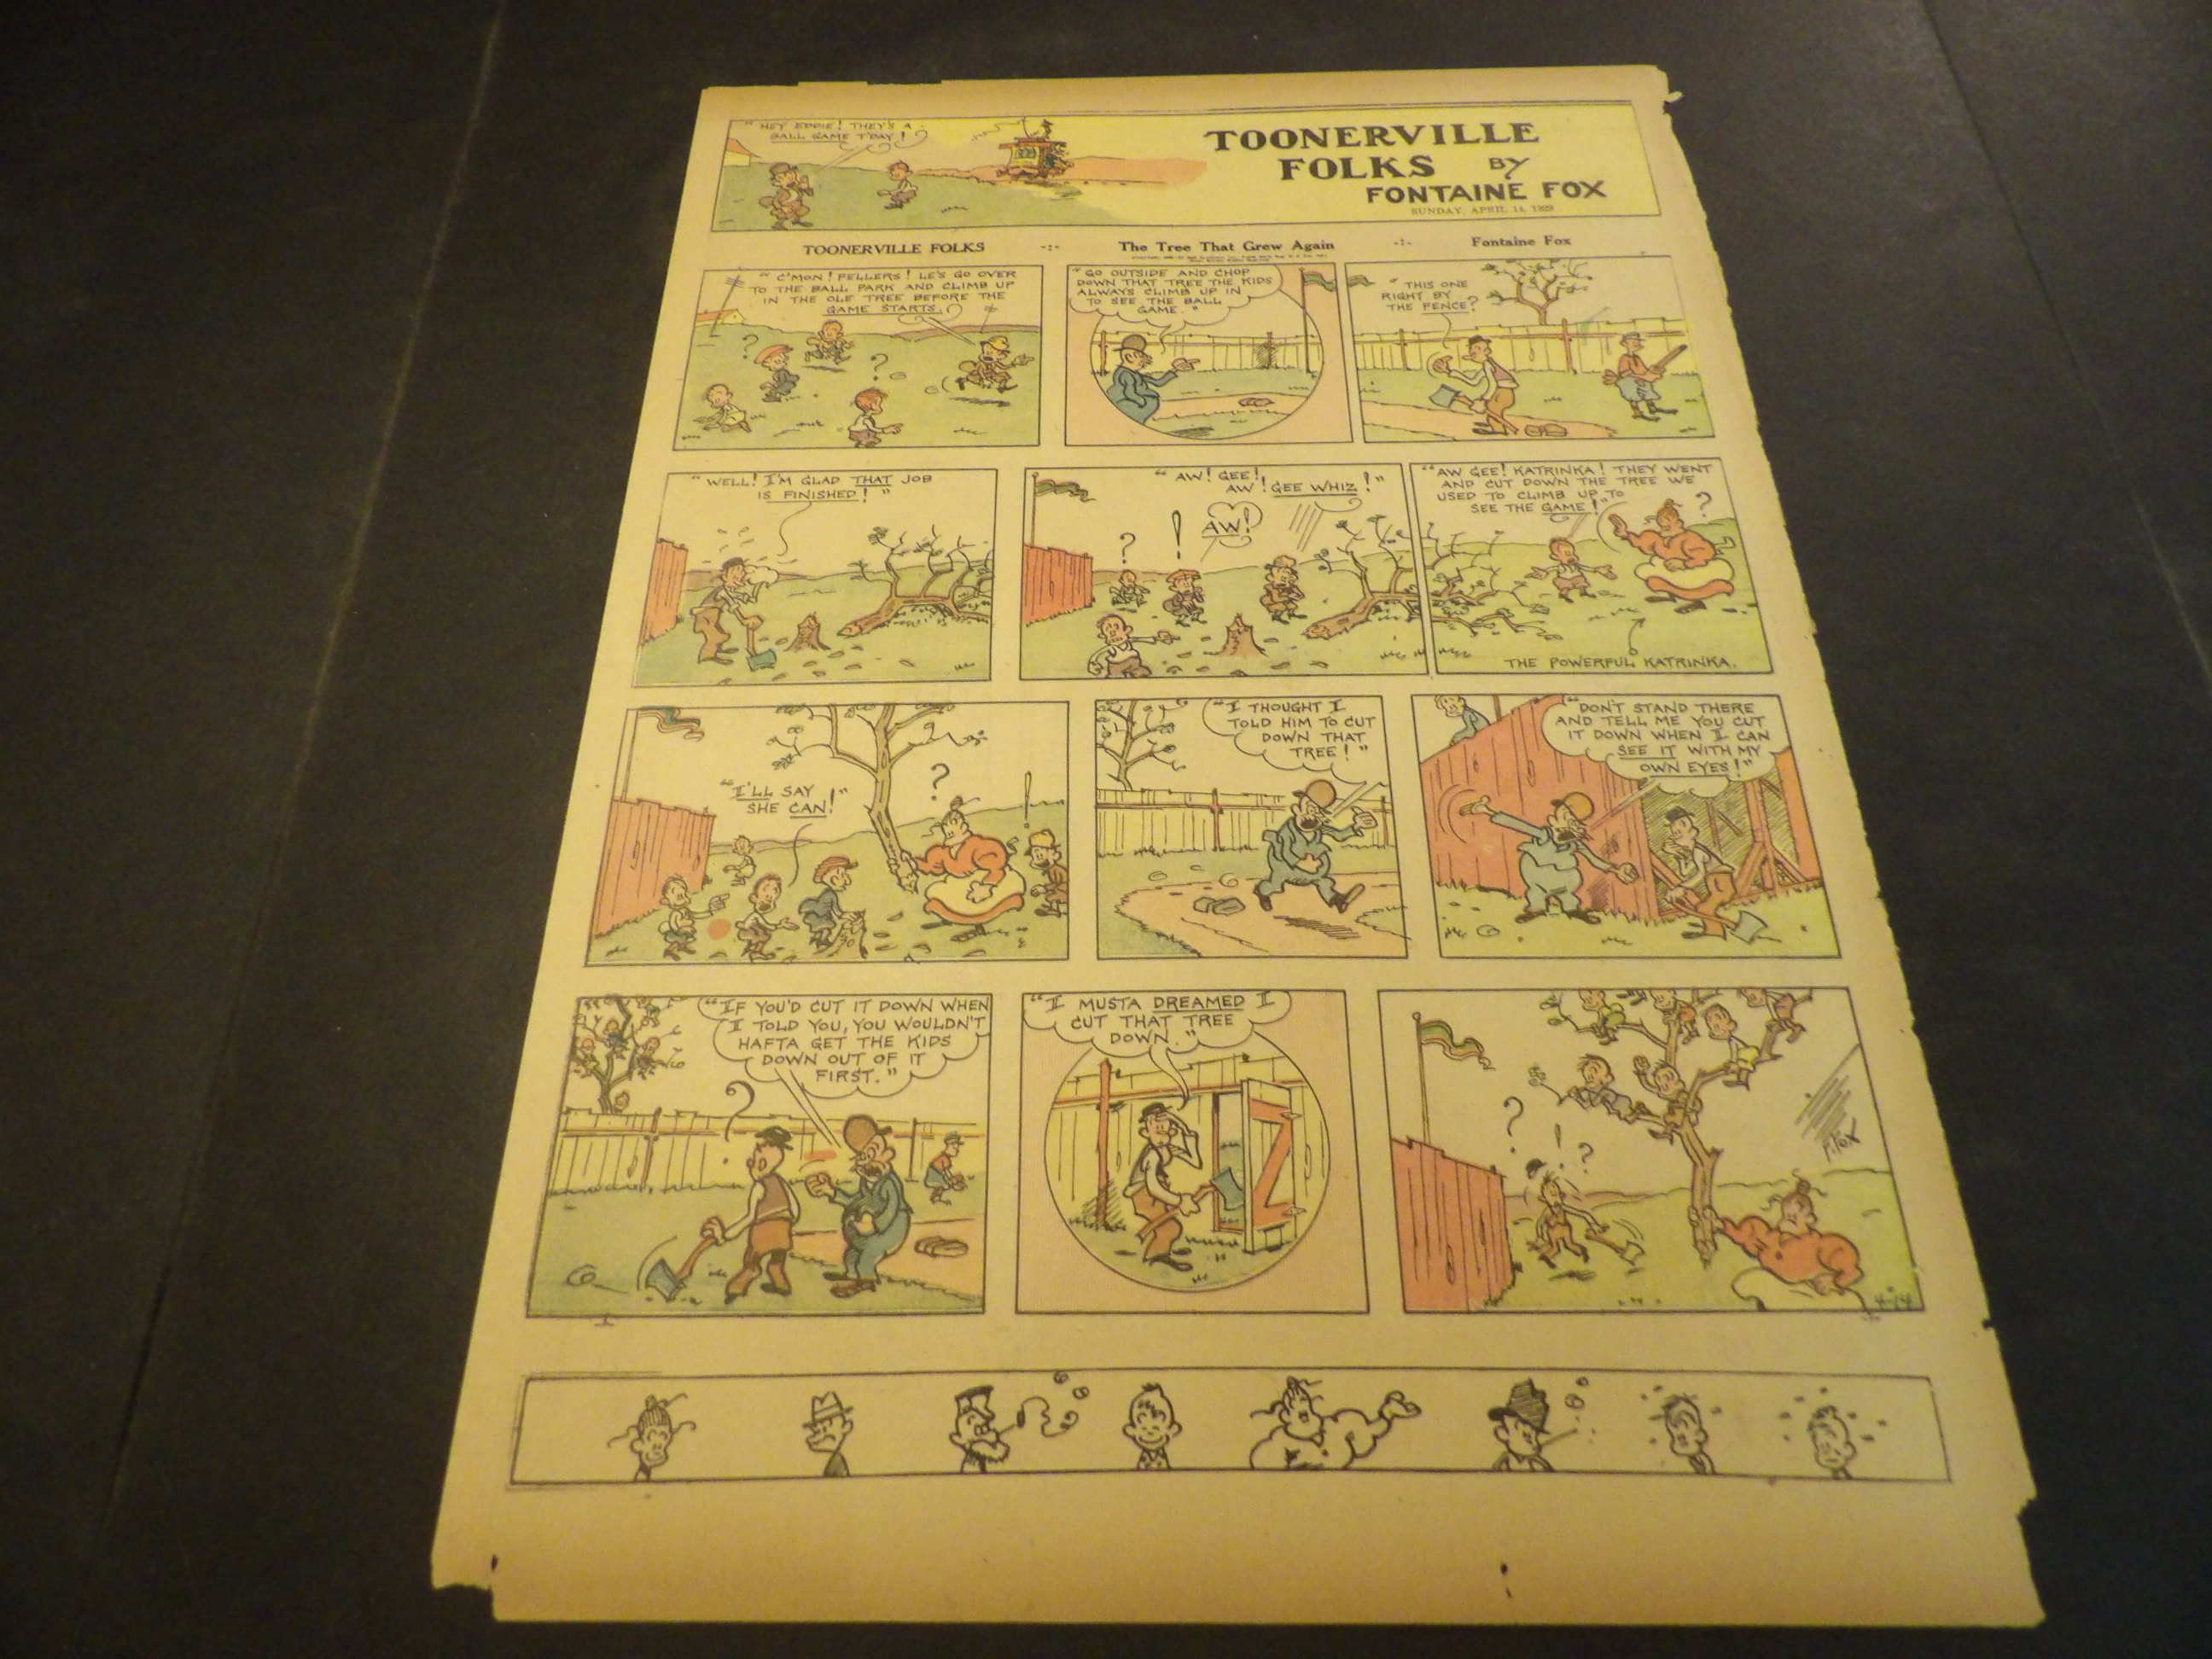 "HEY EDDIE! THEY'S A
BALL GAME T'DAY!"
TOONERVILLE
FOLKS BY
FONTAINE FOX
SUNDAY, APRIL 14, 1929
TOONERVILLE FOLKS -:- The Tree That Grew Again -:- Fontaine Fox
"C'MON! FELLERS! LE'S GO OVER
TO THE BALL PARK AND CLIMB UP
IN THE OLE TREE BEFORE THE
GAME STARTS."
?
?
"GO OUTSIDE AND CHOP
DOWN THAT TREE THE KIDS
ALWAYS CLIMB UP IN
TO SEE THE BALL
GAME."
"THIS ONE
RIGHT BY
THE FENCE?
"WELL! I'M GLAD THAT JOB
IS FINISHED!"
"AW! GEE!
AW! GEE WHIZ!"
AW!
?
!
"AW GEE! KATRINKA! THEY WENT
AND CUT DOWN THE TREE WE
USED TO CLIMB UP TO
SEE THE GAME!"
?
THE POWERFUL KATRINKA.
"I'LL SAY
SHE CAN!"
?
!
"I THOUGHT I
TOLD HIM TO CUT
DOWN THAT
TREE!"
"DON'T STAND THERE
AND TELL ME YOU CUT
IT DOWN WHEN I CAN
SEE IT WITH MY
OWN EYES!"
"IF YOU'D CUT IT DOWN WHEN
I TOLD YOU, YOU WOULDN'T
HAFTA GET THE KIDS
DOWN OUT OF IT
FIRST."
?
"I MUSTA DREAMED I
CUT THAT TREE
DOWN."
?
!
?
F. FOX
4-14